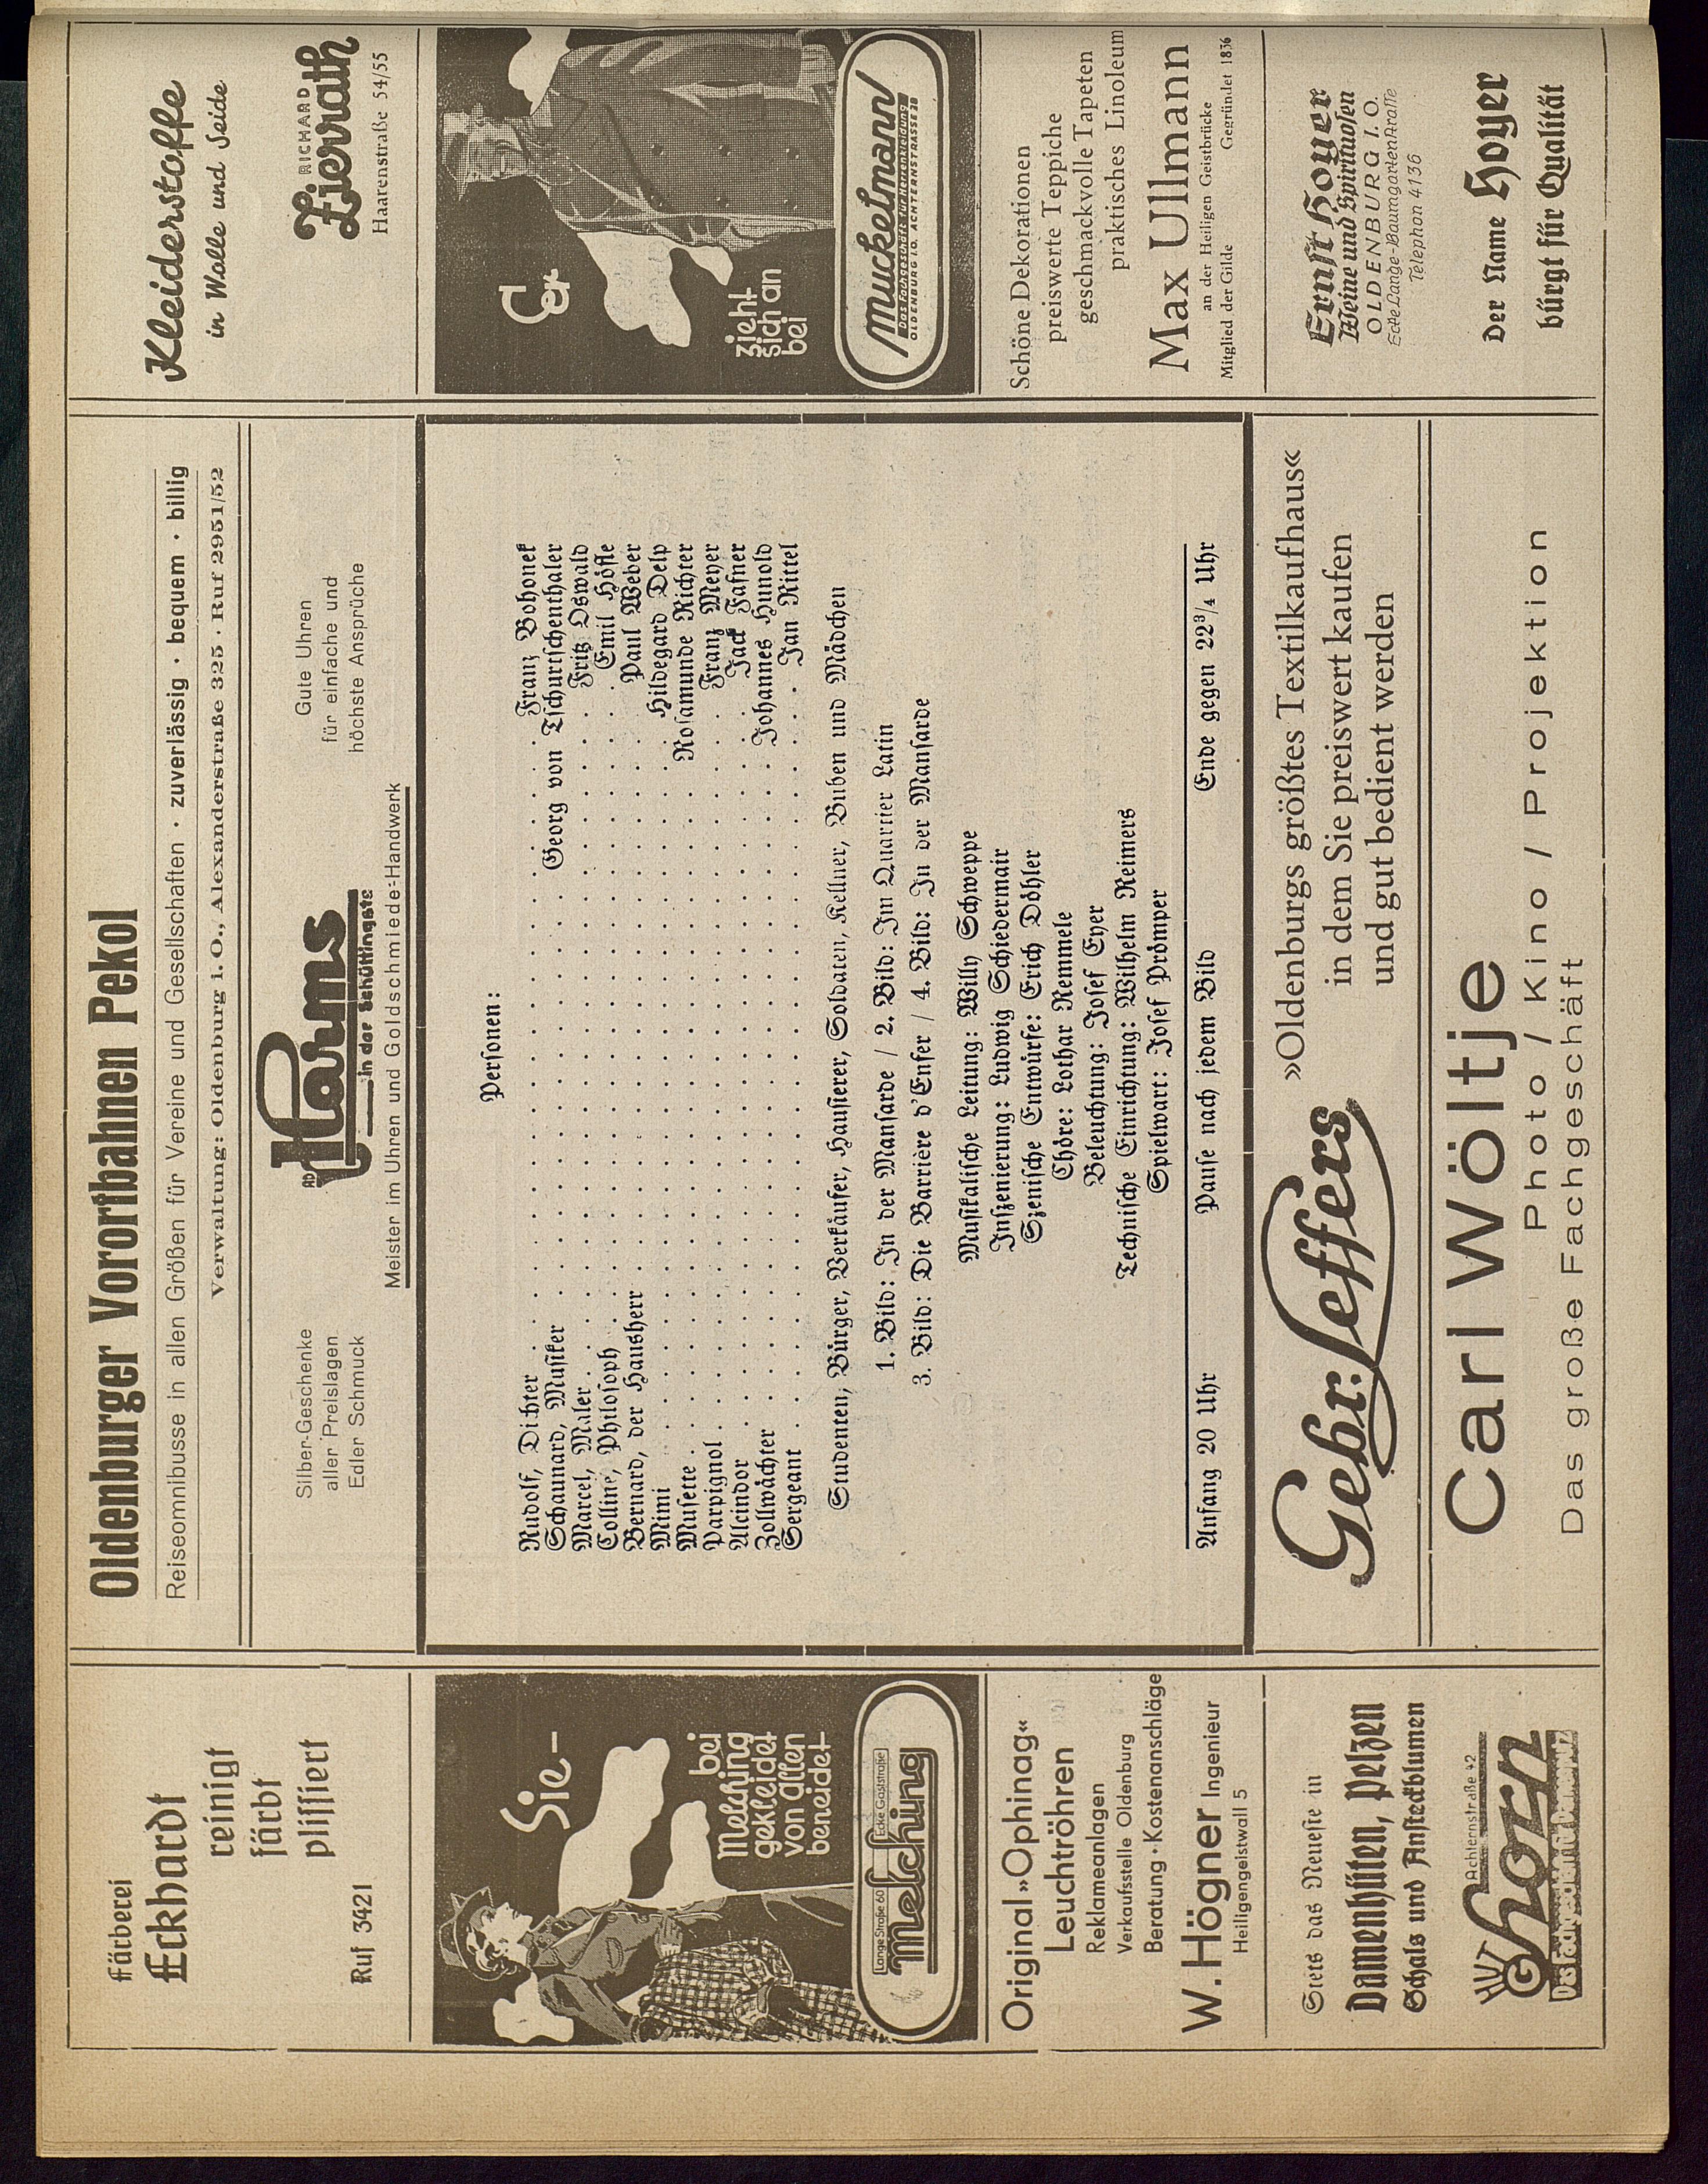 Färberei
Eckhardt
reinigt
färbt
plissiert
Ruf 3421
Sie-
bei
Melching
gekleidet
von allen
beneidet
Lange Straße 60
Ecke Gaststraße
Melching
Original »Ophinag«
Leuchtröhren
Reklameanlagen
Verkaufsstelle Oldenburg
Beratung · Kostenanschläge
W. Högner Ingenieur
Heiligengeistwall 5
Stets das Neueste in
Damenhüten, Pelzen
Schals und Ansteckblumen
Achternstraße 42
G horn
Oldenburger Vorortbahnen Pekol
Reiseomnibusse in allen Größen für Vereine und Gesellschaften · zuverlässig · bequem · billig
Verwaltung: Oldenburg i. O., Alexanderstraße 325 · Ruf 2951/52
Silber-Geschenke
aller Preislagen
Edler Schmuck
AD
Harms
in der Schüttingstr
Meister im Uhren und Goldschmiede-Handwerk
Gute Uhren
für einfache und
höchste Ansprüche
Personen:
Rudolf, Dichter . . . Franz Bohonek
Schaunard, Musiker . . . Georg von Tschurtschenthaler
Marcel, Maler . . . Fritz Oswald
Colline, Philosoph . . . Emil Höfle
Bernard, der Hausherr . . . Paul Weber
Mimi . . . Hildegard Delp
Musette . . . Rosamunde Richter
Parpignol . . . Franz Meyer
Alcindor . . . Jack Fafner
Zollwächter . . . Johannes Hunold
Sergeant . . . Jan Rittel
Studenten, Bürger, Verkäufer, Hausierer, Soldaten, Kellner, Buben und Mädchen
1. Bild: In der Mansarde / 2. Bild: Im Quartier Latin
3. Bild: Die Barrière d'Enfer / 4. Bild: In der Mansarde
Musikalische Leitung: Willy Schweppe
Inszenierung: Ludwig Schiedermair
Szenische Entwürfe: Erich Döhler
Chöre: Lothar Remmele
Beleuchtung: Josef Eyer
Technische Einrichtung: Wilhelm Reimers
Spielwart: Josef Prömper
Anfang 20 Uhr Pause nach jedem Bild Ende gegen 22³/₄ Uhr
Gebr. Leffers
»Oldenburgs größtes Textilkaufhaus«
in dem Sie preiswert kaufen
und gut bedient werden
Carl Wöltje
Photo / Kino / Projektion
Das große Fachgeschäft
Kleiderstoffe
in Wolle und Seide
RICHARD
Zierrath
Haarenstraße 54/55
Er
zieht
sich an
bei
Muckelmann
Das Fachgeschäft für Herrenkleidung
OLDENBURG I.O. ACHTERNSTRASSE 38
Schöne Dekorationen
preiswerte Teppiche
geschmackvolle Tapeten
praktisches Linoleum
Max Ullmann
an der Heiligen Geistbrücke
Mitglied der Gilde Gegründet 1836
Ernst Hoyer
Weine und Spirituosen
OLDENBURG I. O.
Ecke Lange-Baumgartenstraße
Telephon 4136
Der Name Hoyer
bürgt für Qualität